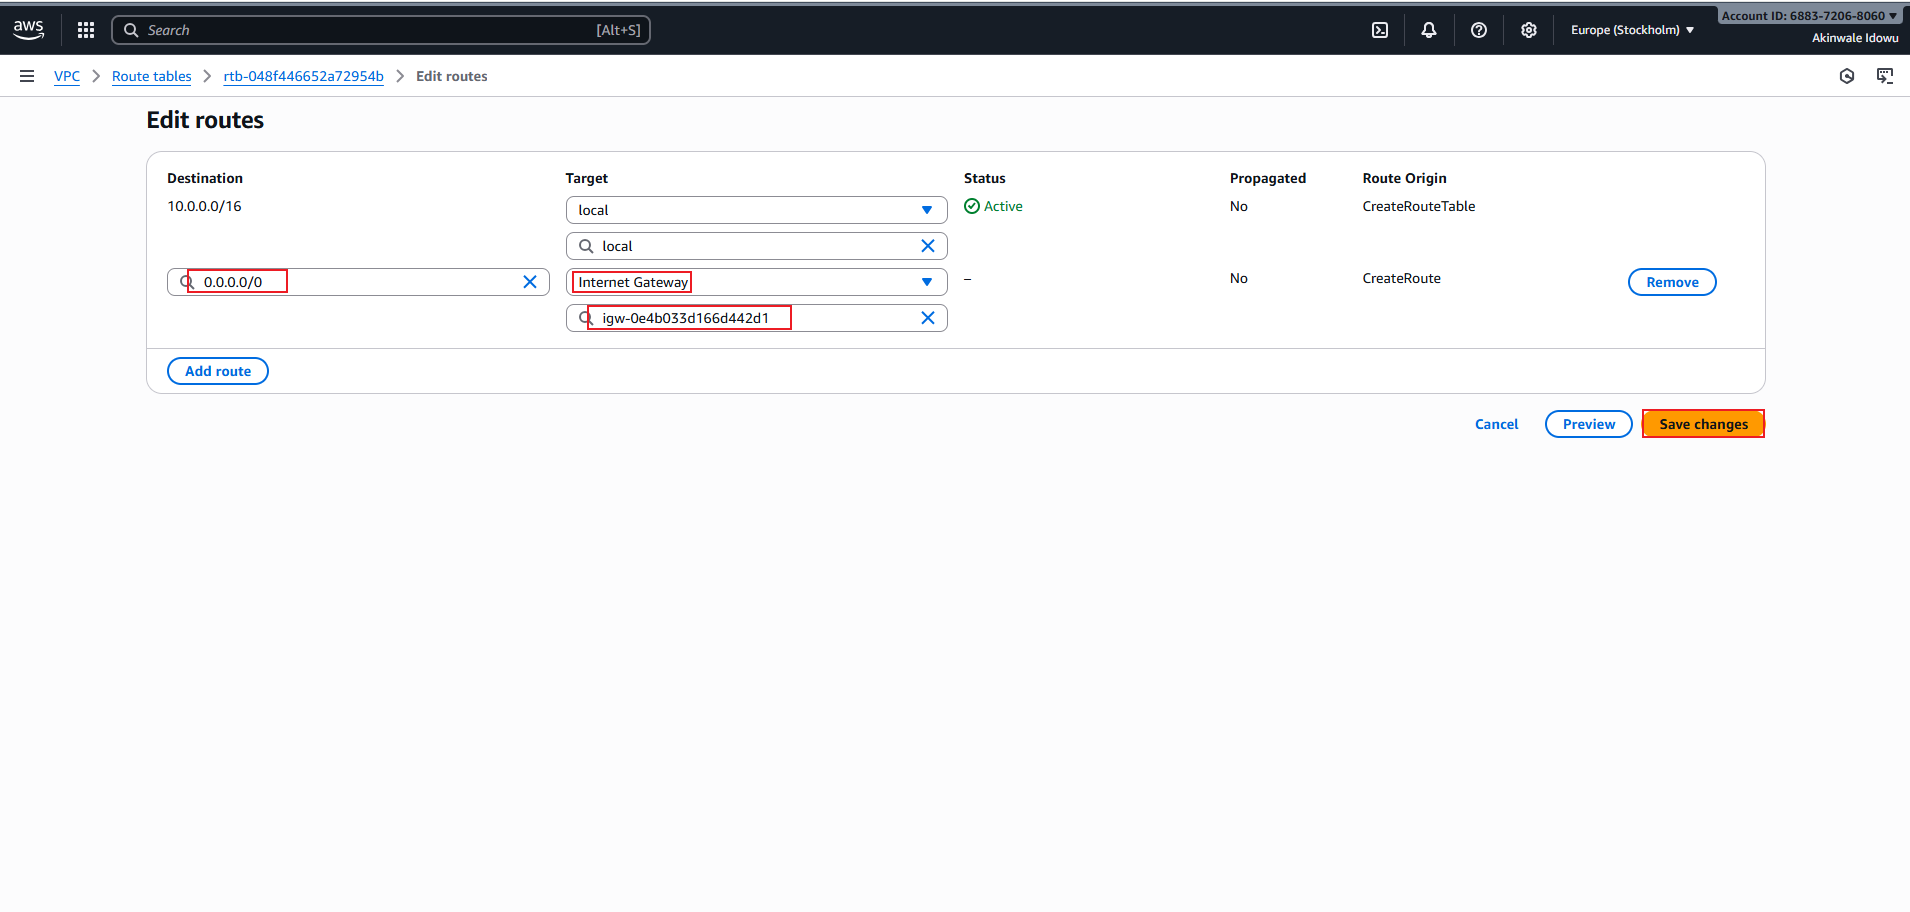 aws
Search [Alt+S]
Europe (Stockholm)
Account ID: 6883-7206-8060
Akinwale Idowu
VPC Route tables rtb-048f446652a72954b Edit routes
Edit routes
Destination Target Status Propagated Route Origin
10.0.0.0/16 local Active No CreateRouteTable
local
0.0.0.0/0 Internet Gateway – No CreateRoute Remove
igw-0e4b033d166d442d1
Add route
Cancel Preview Save changes